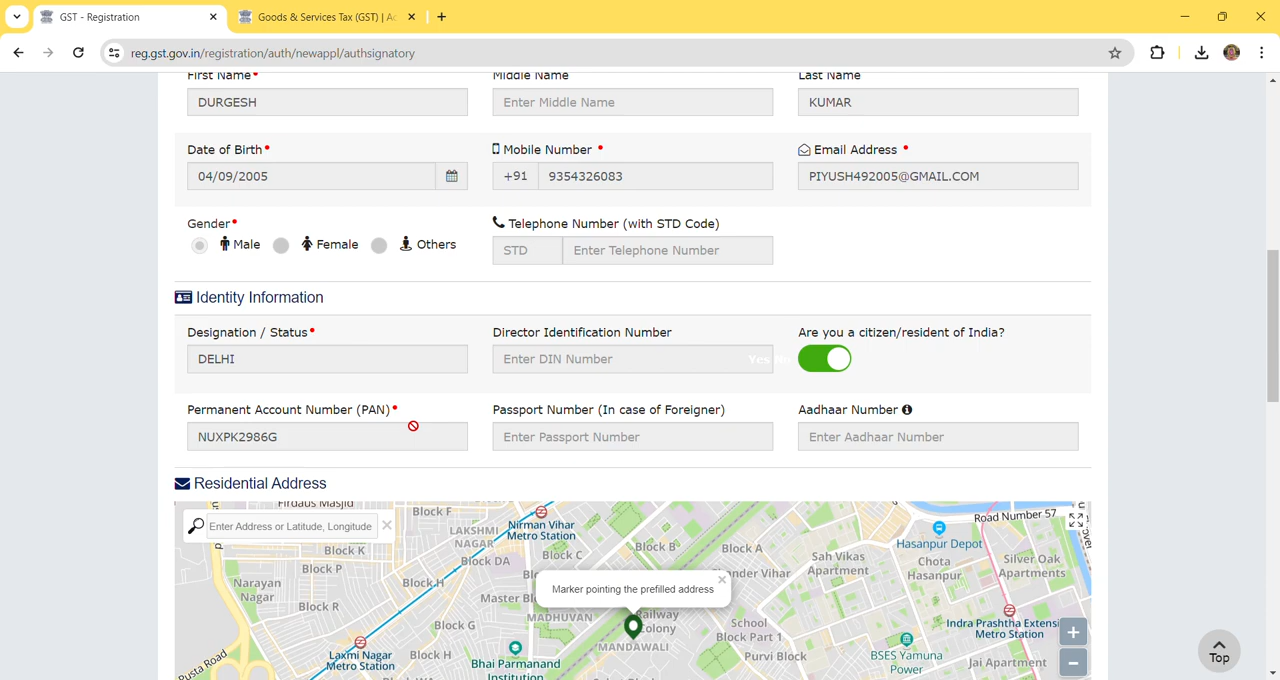 GST - Registration
Goods & Services Tax (GST) | Ac
reg.gst.gov.in/registration/auth/newappl/authsignatory
First Name•
Middle Name
Last Name
DURGESH
Enter Middle Name
KUMAR
Date of Birth•
Mobile Number •
Email Address •
04/09/2005
+91
9354326083
PIYUSH492005@GMAIL.COM
Gender•
Telephone Number (with STD Code)
Male
Female
Others
STD
Enter Telephone Number
Identity Information
Designation / Status•
Director Identification Number
Are you a citizen/resident of India?
DELHI
Enter DIN Number
Yes
Permanent Account Number (PAN)•
Passport Number (In case of Foreigner)
Aadhaar Number
NUXPK2986G
Enter Passport Number
Enter Aadhaar Number
Residential Address
Firdaus Masjid
Enter Address or Latitude, Longitude
Block F
LAKSHMI
NAGAR
Nirman Vihar
Metro Station
Road Number 57
Hasanpur Depot
Block K
Block P
Block DA
Block C
Block B
Block A
Sah Vikas
Apartment
Chota
Hasanpur
Silver Oak
Apartments
Narayan
Nagar
Block H
Marker pointing the prefilled address
Block R
MADHUVAN
Railway
Colony
MANDAWALI
School
Block Part 1
Indra Prashtha Extensi
Metro Station
Block G
Laxmi Nagar
Metro Station
Block H
Bhai Parmanand
Institution
Purvi Block
BSES Yamuna
Power
Jai Apartment
Pusta Road
+
−
Top